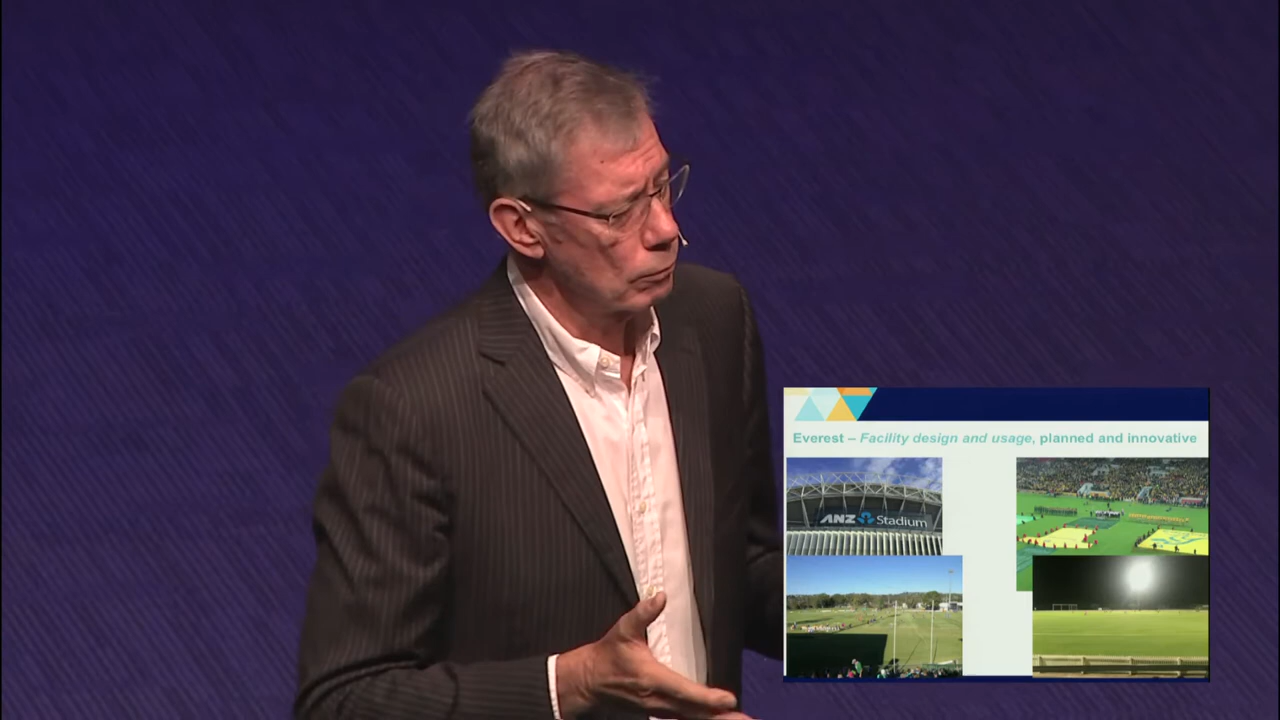 Everest – Facility design and usage, planned and innovative
ANZ Stadium